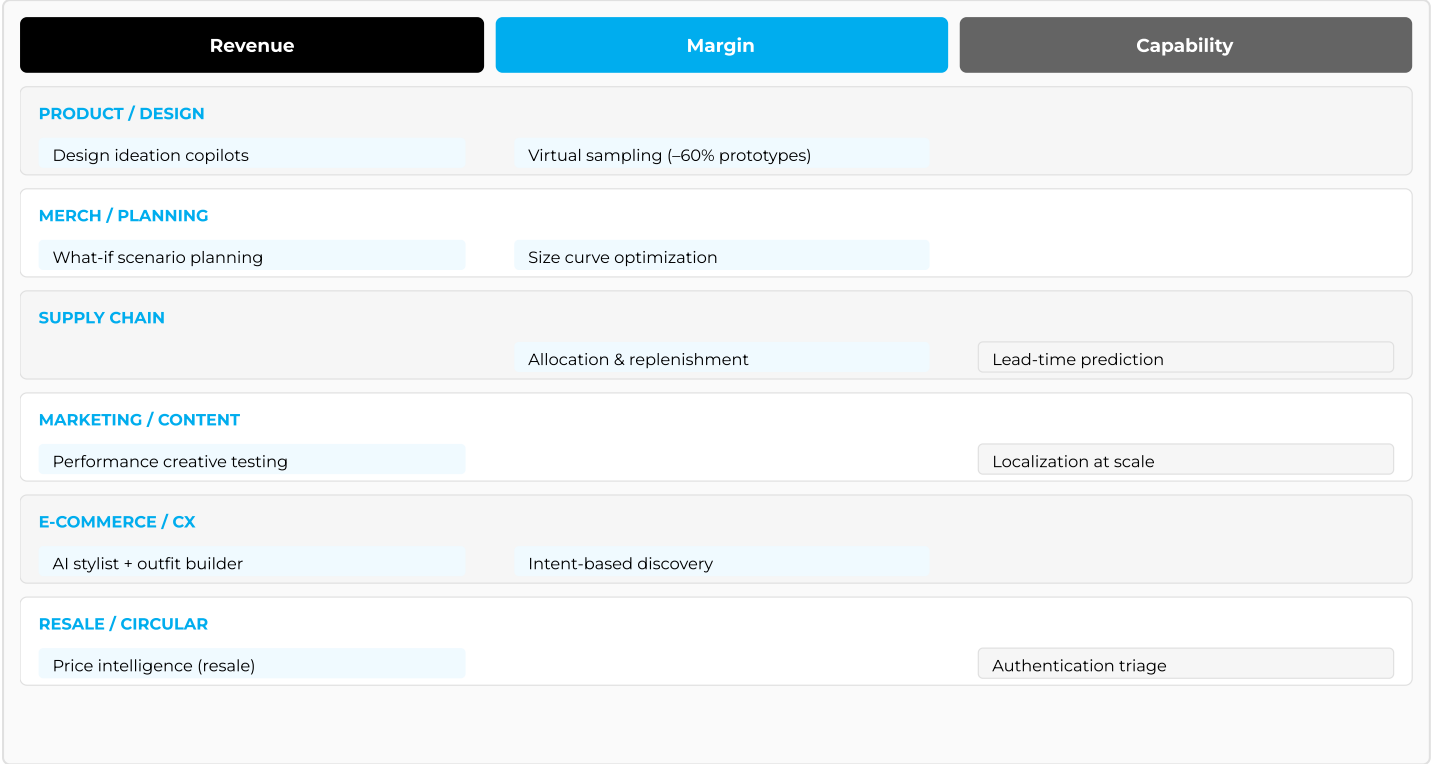 Revenue
Margin
Capability
PRODUCT / DESIGN
Design ideation copilots
Virtual sampling (–60% prototypes)
MERCH / PLANNING
What-if scenario planning
Size curve optimization
SUPPLY CHAIN
Allocation & replenishment
Lead-time prediction
MARKETING / CONTENT
Performance creative testing
Localization at scale
E-COMMERCE / CX
AI stylist + outfit builder
Intent-based discovery
RESALE / CIRCULAR
Price intelligence (resale)
Authentication triage